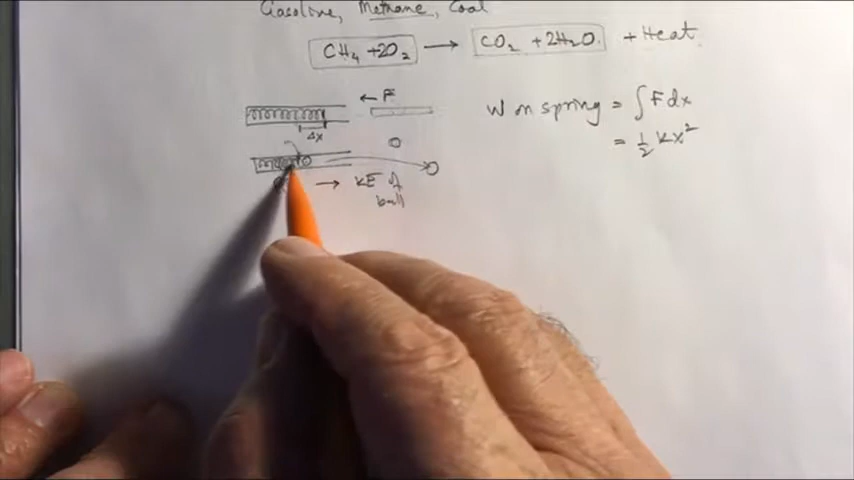 Gasoline, Methane, Coal
CH₄ + 2O₂ → CO₂ + 2H₂O + Heat
← F
Δx
W on spring = ∫ F dx
= ½ kx²
→ KE of
ball